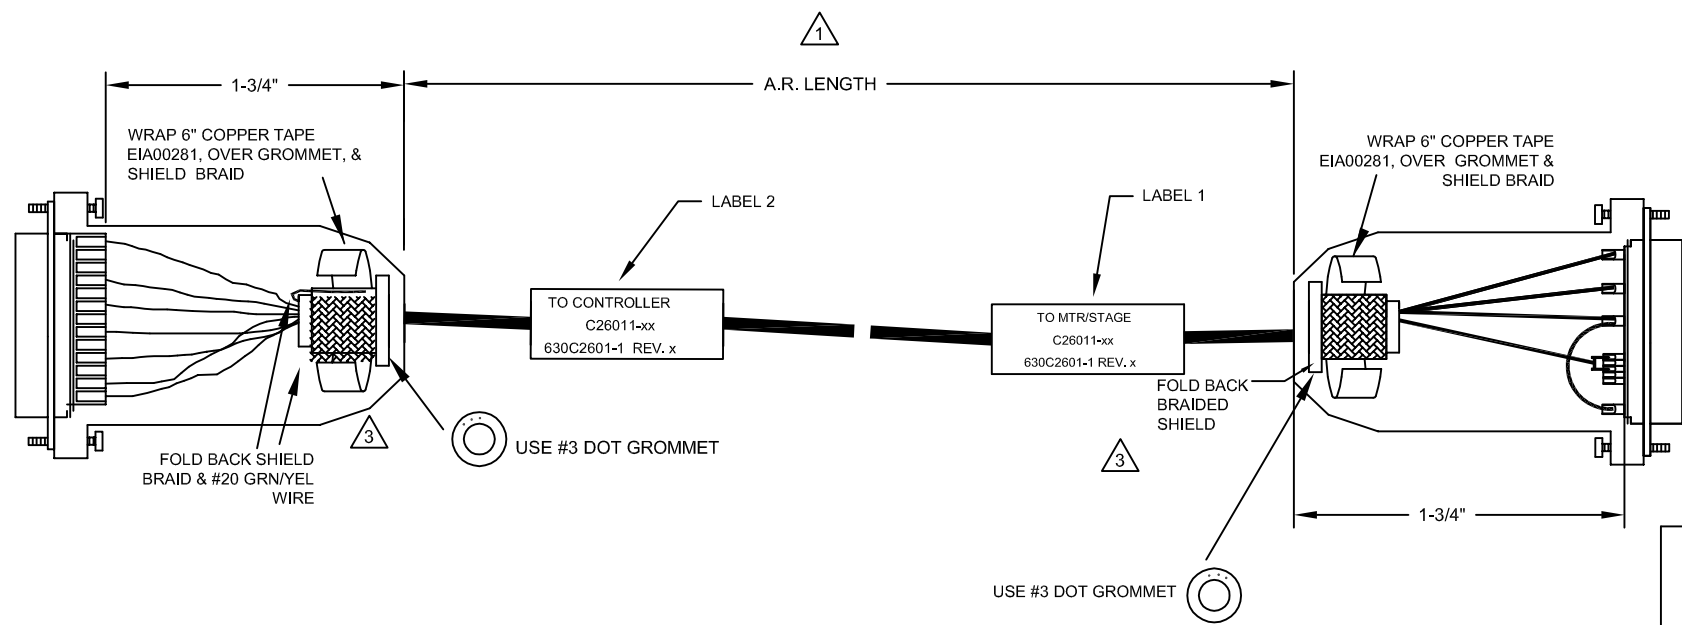 1
1-3/4"
A.R. LENGTH
WRAP 6" COPPER TAPE
EIA00281, OVER GROMMET, &
SHIELD BRAID
WRAP 6" COPPER TAPE
EIA00281, OVER GROMMET &
SHIELD BRAID
LABEL 2
LABEL 1
TO CONTROLLER
C26011-xx
630C2601-1 REV. x
TO MTR/STAGE
C26011-xx
630C2601-1 REV. x
FOLD BACK
BRAIDED
SHIELD
3
USE #3 DOT GROMMET
3
FOLD BACK SHIELD
BRAID & #20 GRN/YEL
WIRE
1-3/4"
USE #3 DOT GROMMET